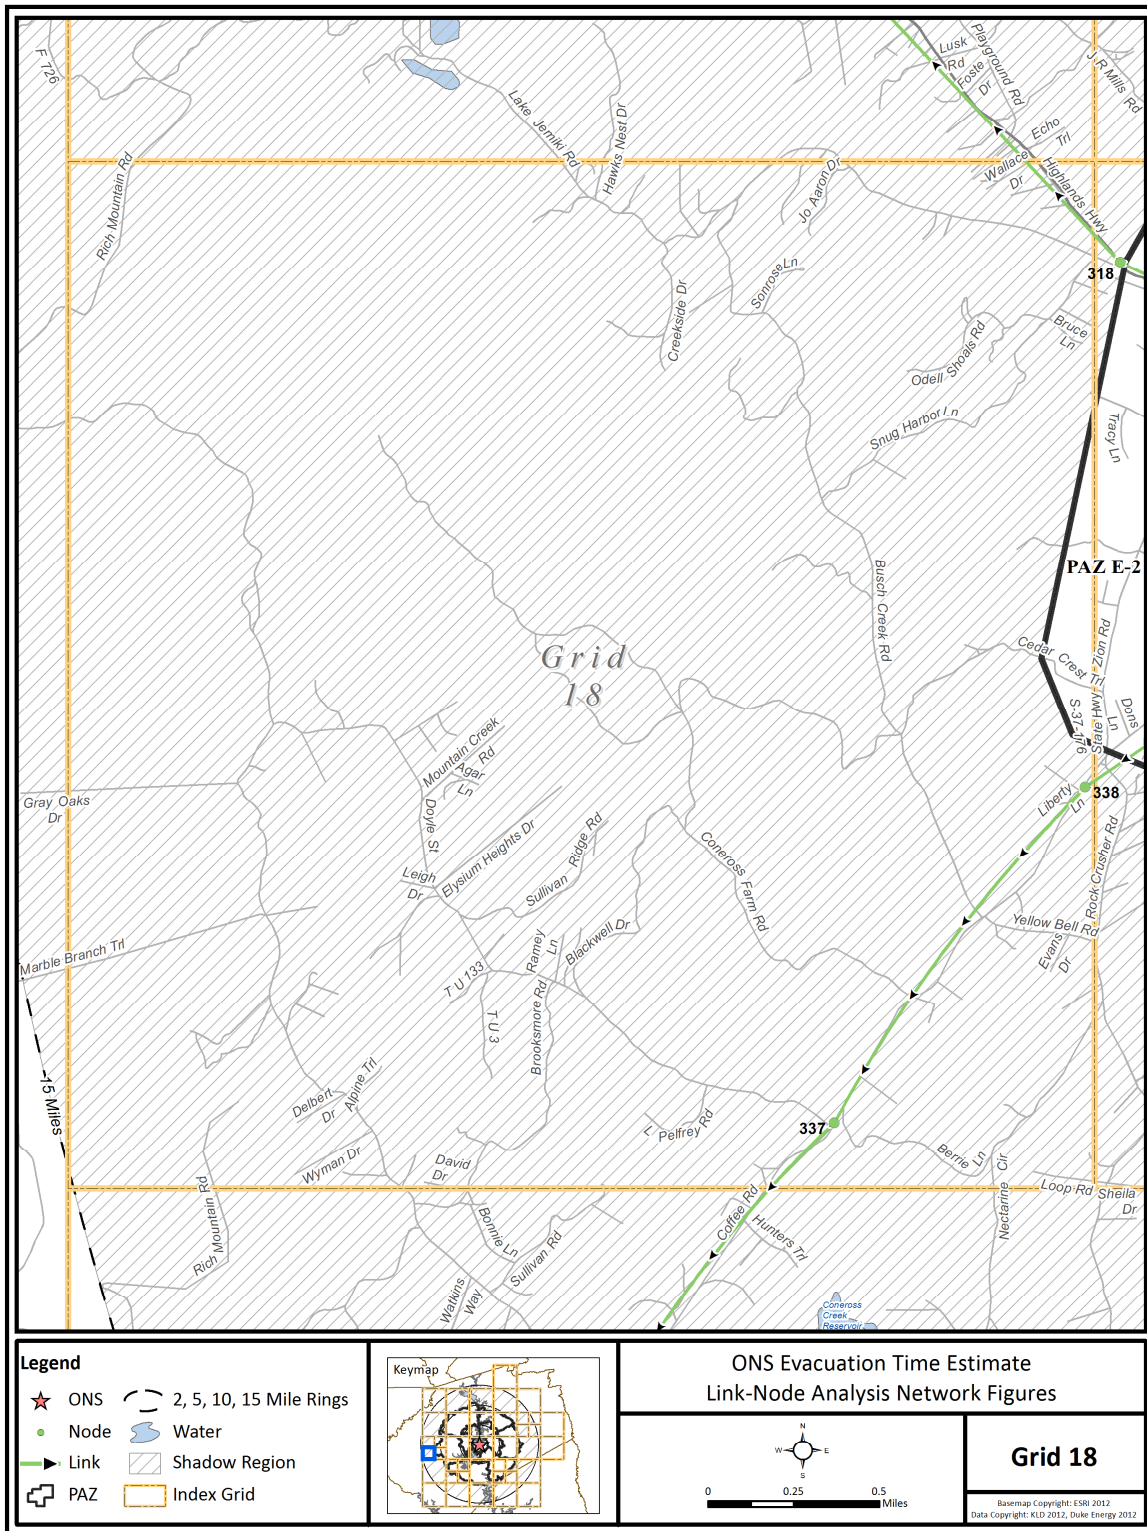 F 726
Lusk
Rd
Foste
Dr
Playground Rd
J R Mills Rd
Lake Jemiki Rd
Hawks Nest Dr
Echo
Trl
Wallace
Dr
Highlands Hwy
Rich Mountain Rd
Jo Aaron Dr
318
Sonrose Ln
Creekside Dr
Bruce
Ln
Odell Shoals Rd
Snug Harbor Ln
Tracy Ln
PAZ E-2
Busch Creek Rd
Grid
18
Cedar Crest Trl
Zion Rd
State Hwy
S-37-176
Dons
Ln
Mountain Creek
Rd
Agar
Ln
Gray Oaks
Dr
Doyle St
Liberty
Ln
338
Elysium Heights Dr
Sullivan Ridge Rd
Leigh
Dr
Coneross Farm Rd
Rock Crusher Rd
Yellow Bell Rd
Evans
Dr
Marble Branch Trl
Ramey
Ln
Blackwell Dr
T U 133
T U 3
Brooksmore Rd
15 Miles
Delbert
Dr
Alpine Trl
L Pelfrey Rd
337
Wyman Dr
David
Dr
Berrie Ln
Nectarine Cir
Loop Rd
Sheila
Dr
Rich Mountain Rd
Bonnie Ln
Sullivan Rd
Coffee Rd
Hunters Trl
Watkins
Way
Coneross
Creek
Reservoir
Legend
ONS
2, 5, 10, 15 Mile Rings
Node
Water
Link
Shadow Region
PAZ
Index Grid
Keymap
ONS Evacuation Time Estimate
Link-Node Analysis Network Figures
N
W E
S
0 0.25 0.5
Miles
Grid 18
Basemap Copyright: ESRI 2012
Data Copyright: KLD 2012, Duke Energy 2012